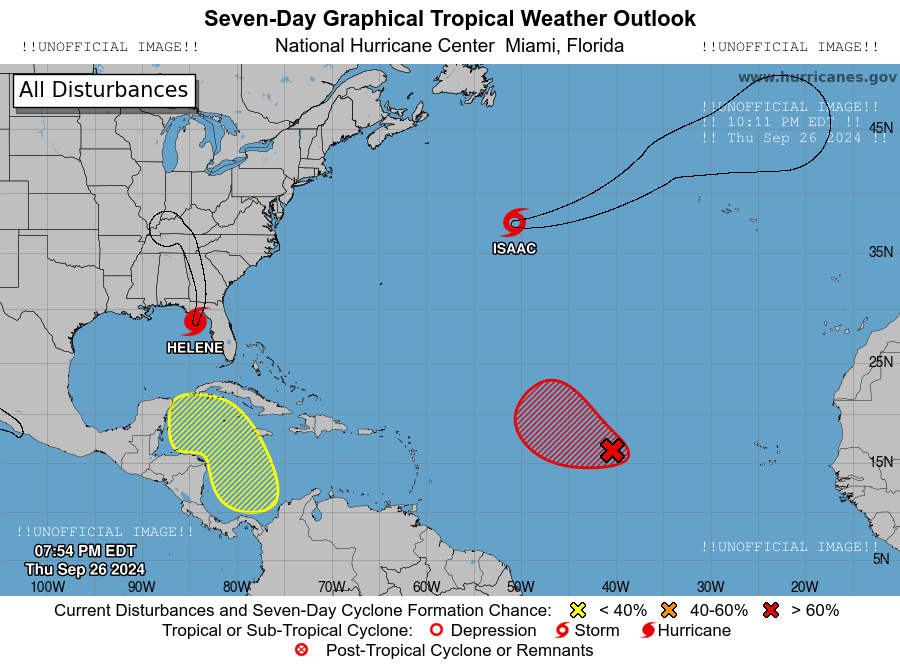 Seven-Day Graphical Tropical Weather Outlook
!!UNOFFICIAL IMAGE!! National Hurricane Center Miami, Florida !!UNOFFICIAL IMAGE!!
www.hurricanes.gov
All Disturbances
!!UNOFFICIAL IMAGE!!
!! 10:11 PM EDT !!
!! Thu Sep 26 2024 !!
45N
ISAAC
35N
HELENE
25N
15N
!!UNOFFICIAL IMAGE!!
07:54 PM EDT
Thu Sep 26 2024
!!UNOFFICIAL IMAGE!!
5N
100W 90W 80W 70W 60W 50W 40W 30W 20W
Current Disturbances and Seven-Day Cyclone Formation Chance: < 40% 40-60% > 60%
Tropical or Sub-Tropical Cyclone: Depression Storm Hurricane
Post-Tropical Cyclone or Remnants